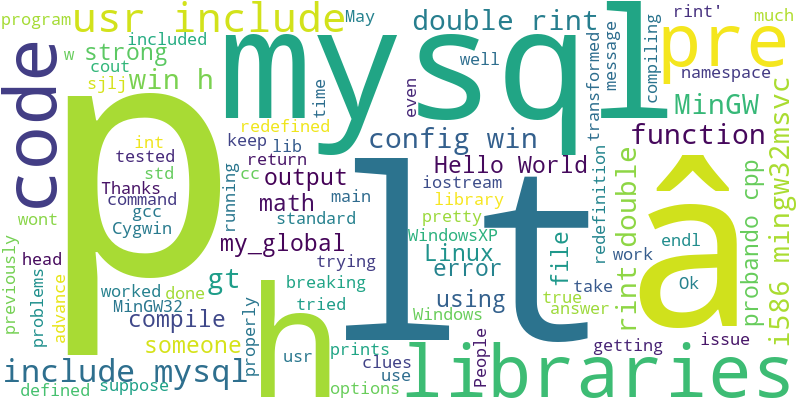 program
usr include
May
double rint
rint'
much
w
strong
included
cout
win h
sjlj
code
mysql
pre
well
time
even
transformed
message
compiling
namespace
MinGW
function
p
int
tested
std
Thanks
command
gcc
Cygwin
wont
redefined
keep
lib
return
cc
running
output
math
main
standard
my_global
trying
config win
Hello World
iostream
library
pretty
WindowsXP
Linux
error
lt
â
redefinition
double
rint
file
endl
work
probando cpp
i586 mingw32msvc
previously
problems
head
advance
worked
MinGW32
done
gt
breaking
tried
h
using
Windows
take
true
answer
Ok
compile
someone
properly
usr
prints
clues
use
options
include mysql
defined
suppose
libraries
People
getting
issue